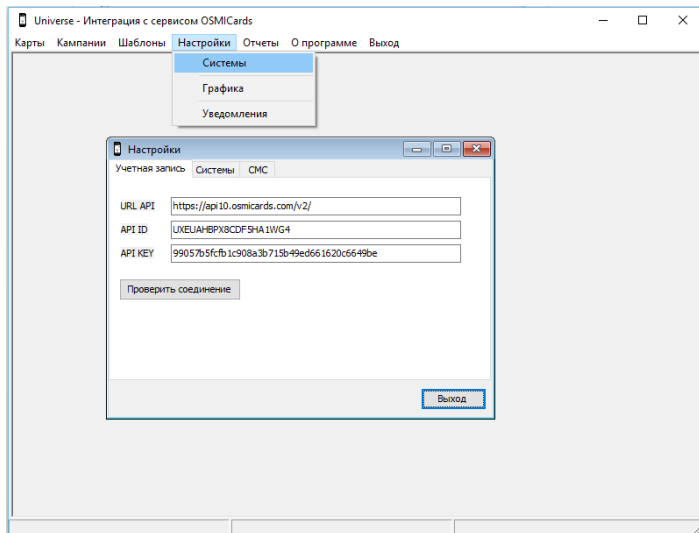 Universe - Интеграция с сервисом OSMICards
Карты Кампании Шаблоны Настройки Отчеты О программе Выход
Системы
Графика
Уведомления
Настройки
Учетная запись Системы СМС
URL API https://api10.osmicards.com/v2/
API ID UXEUAHBPX8CDF5HA1WG4
API KEY 99057b5fcfb1c908a3b715b49ed661620c6649be
Проверить соединение
Выход